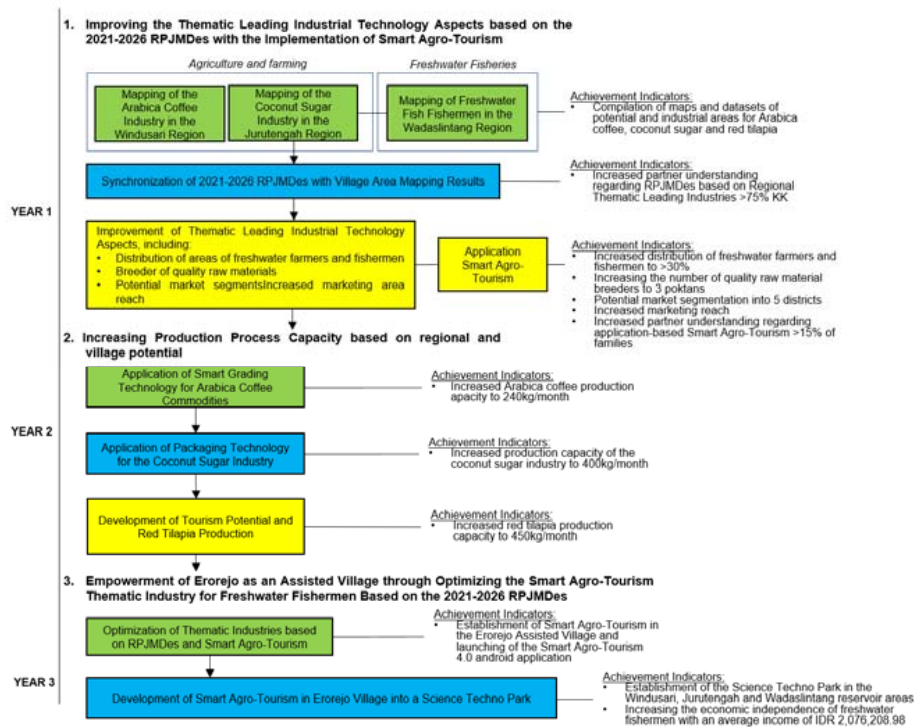 1. Improving the Thematic Leading Industrial Technology Aspects based on the
2021-2026 RPJMDes with the Implementation of Smart Agro-Tourism
Agriculture and farming
Freshwater Fisheries
Mapping of the
Arabica Coffee
Industry in the
Windusari Region
Mapping of the
Coconut Sugar
Industry in the
Jurutengah Region
Mapping of Freshwater
Fish Fishermen in the
Wadaslintang Region
Achievement Indicators:
• Compilation of maps and datasets of
potential and industrial areas for Arabica
coffee, coconut sugar and red tilapia
Synchronization of 2021-2026 RPJMDes with Village Area Mapping Results
Achievement Indicators:
• Increased partner understanding
regarding RPJMDes based on Regional
Thematic Leading Industries >75% KK
YEAR 1
Improvement of Thematic Leading Industrial Technology
Aspects, including:
• Distribution of areas of freshwater farmers and fishermen
• Breeder of quality raw materials
• Potential market segmentsIncreased marketing area
reach
Application
Smart Agro-
Tourism
Achievement Indicators:
• Increased distribution of freshwater farmers and
fishermen to >30%
• Increasing the number of quality raw material
breeders to 3 poktans
• Potential market segmentation into 5 districts
• Increased marketing reach
• Increased partner understanding regarding
application-based Smart Agro-Tourism >15% of
families
2. Increasing Production Process Capacity based on regional and
village potential
Application of Smart Grading
Technology for Arabica Coffee
Commodities
Achievement Indicators:
• Increased Arabica coffee production
apacity to 240kg/month
YEAR 2
Application of Packaging Technology
for the Coconut Sugar Industry
Achievement Indicators:
• Increased production capacity of the
coconut sugar industry to 400kg/month
Development of Tourism Potential and
Red Tilapia Production
Achievement Indicators:
• Increased red tilapia production
capacity to 450kg/month
3. Empowerment of Erorejo as an Assisted Village through Optimizing the Smart Agro-Tourism
Thematic Industry for Freshwater Fishermen Based on the 2021-2026 RPJMDes
Optimization of Thematic Industries based
on RPJMDes and Smart Agro-Tourism
Achievement Indicators:
• Establishment of Smart Agro-Tourism in
the Erorejo Assisted Village and
launching of the Smart Agro-Tourism
4.0 android application
YEAR 3
Development of Smart Agro-Tourism in Erorejo Village into a Science Techno Park
Achievement Indicators:
• Establishment of the Science Techno Park in the
Windusari, Jurutengah and Wadaslintang reservoir areas
• Increasing the economic independence of freshwater
fishermen with an average income of IDR 2,076,208.98